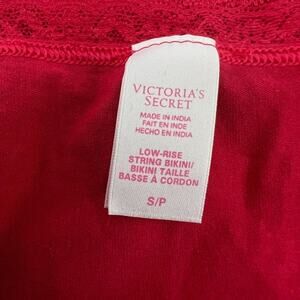 VICTORIA'S
SECRET
MADE IN INDIA
FAIT EN INDE
HECHO EN INDIA
LOW-RISE
STRING BIKINI/
BIKINI TAILLE
BASSE À CORDON
S/P